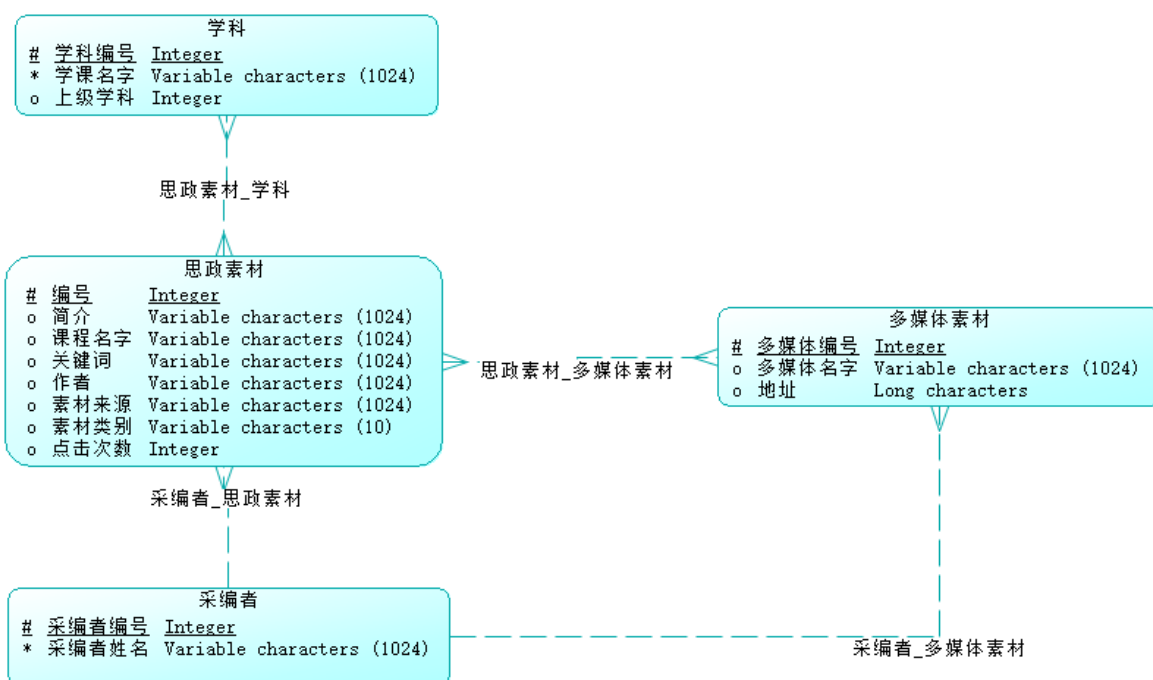 学科
# 学科编号 Integer
* 学课名字 Variable characters (1024)
o 上级学科 Integer
思政素材_学科
思政素材
# 编号 Integer
o 简介 Variable characters (1024)
o 课程名字 Variable characters (1024)
o 关键词 Variable characters (1024)
o 作者 Variable characters (1024)
o 素材来源 Variable characters (1024)
o 素材类别 Variable characters (10)
o 点击次数 Integer
思政素材_多媒体素材
多媒体素材
# 多媒体编号 Integer
o 多媒体名字 Variable characters (1024)
o 地址 Long characters
采编者_思政素材
采编者
# 采编者编号 Integer
* 采编者姓名 Variable characters (1024)
采编者_多媒体素材